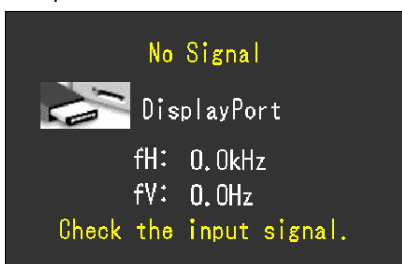 No Signal
DisplayPort
fH: 0.0kHz
fV: 0.0Hz
Check the input signal.